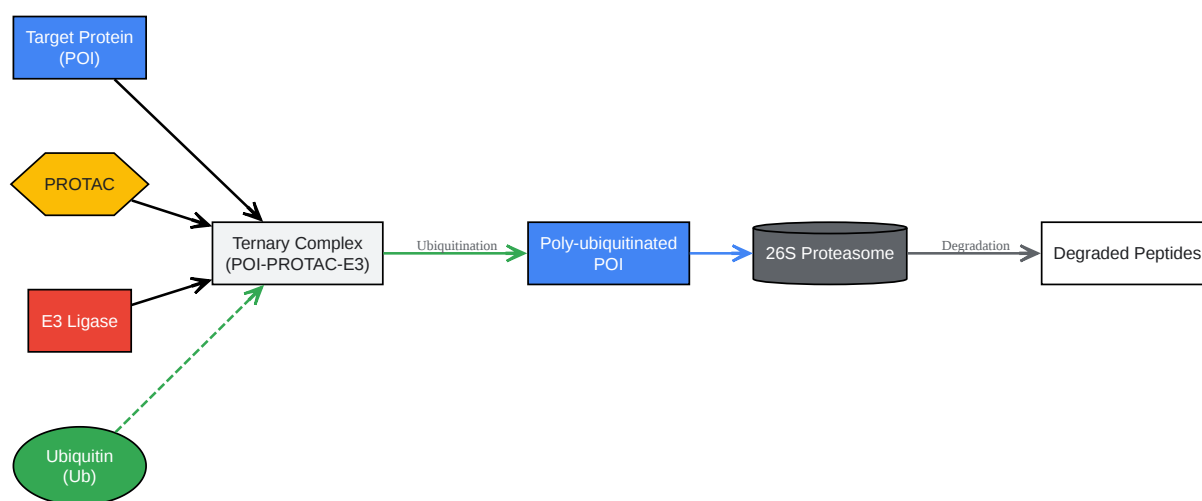 Target Protein
(POI)
PROTAC
Ternary Complex
(POI-PROTAC-E3)
E3 Ligase
Ubiquitin
(Ub)
Ubiquitination
Poly-ubiquitinated
POI
26S Proteasome
Degradation
Degraded Peptides